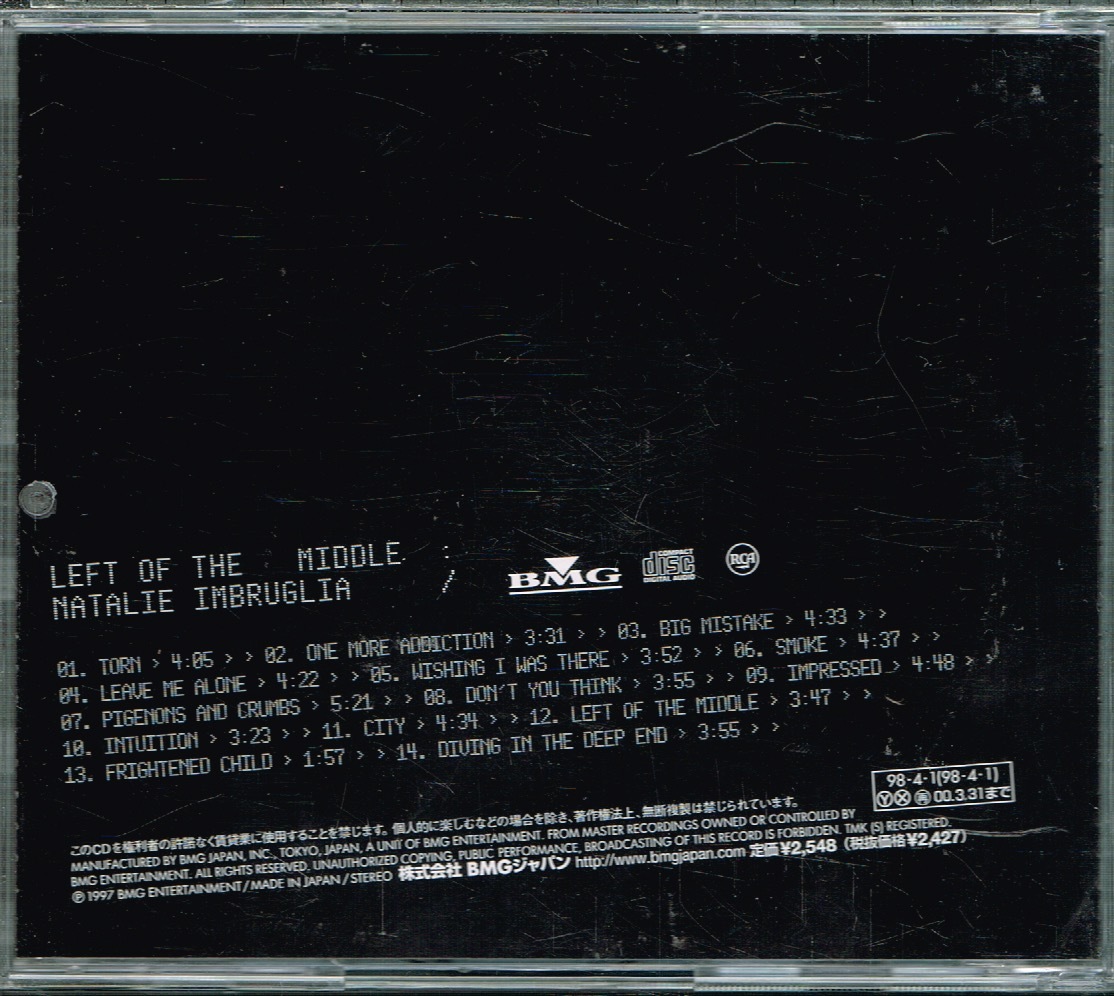 LEFT OF THE MIDDLE :
NATALIE IMBRUGLIA /
BMG
COMPACT
disc
DIGITAL AUDIO
RCA
01. TORN > 4:05 > > 02. ONE MORE ADDICTION > 3:31 > > 03. BIG MISTAKE > 4:33 > >
04. LEAVE ME ALONE > 4:22 > > 05. WISHING I WAS THERE > 3:52 > > 06. SMOKE > 4:37 > >
07. PIGENONS AND CRUMBS > 5:21 > > 08. DON'T YOU THINK > 3:55 > > 09. IMPRESSED > 4:48 > >
10. INTUITION > 3:23 > > 11. CITY > 4:34 > > 12. LEFT OF THE MIDDLE > 3:47 > >
13. FRIGHTENED CHILD > 1:57 > > 14. DIVING IN THE DEEP END > 3:55 > >
98・4・1(98・4・1)
Ⓨ Ⓧ 再 00.3.31まで
このCDを権利者の許諾なく賃貸業に使用することを禁じます。個人的に楽しむなどの場合を除き、著作権法上、無断複製は禁じられています。
MANUFACTURED BY BMG JAPAN, INC., TOKYO, JAPAN, A UNIT OF BMG ENTERTAINMENT. FROM MASTER RECORDINGS OWNED OR CONTROLLED BY
BMG ENTERTAINMENT. ALL RIGHTS RESERVED, UNAUTHORIZED COPYING, PUBLIC PERFORMANCE, BROADCASTING OF THIS RECORD IS FORBIDDEN. TMK (S) REGISTERED.
Ⓟ 1997 BMG ENTERTAINMENT/MADE IN JAPAN/STEREO 株式会社 BMGジャパン http://www.bmgjapan.com 定価¥2,548 (税抜価格¥2,427)